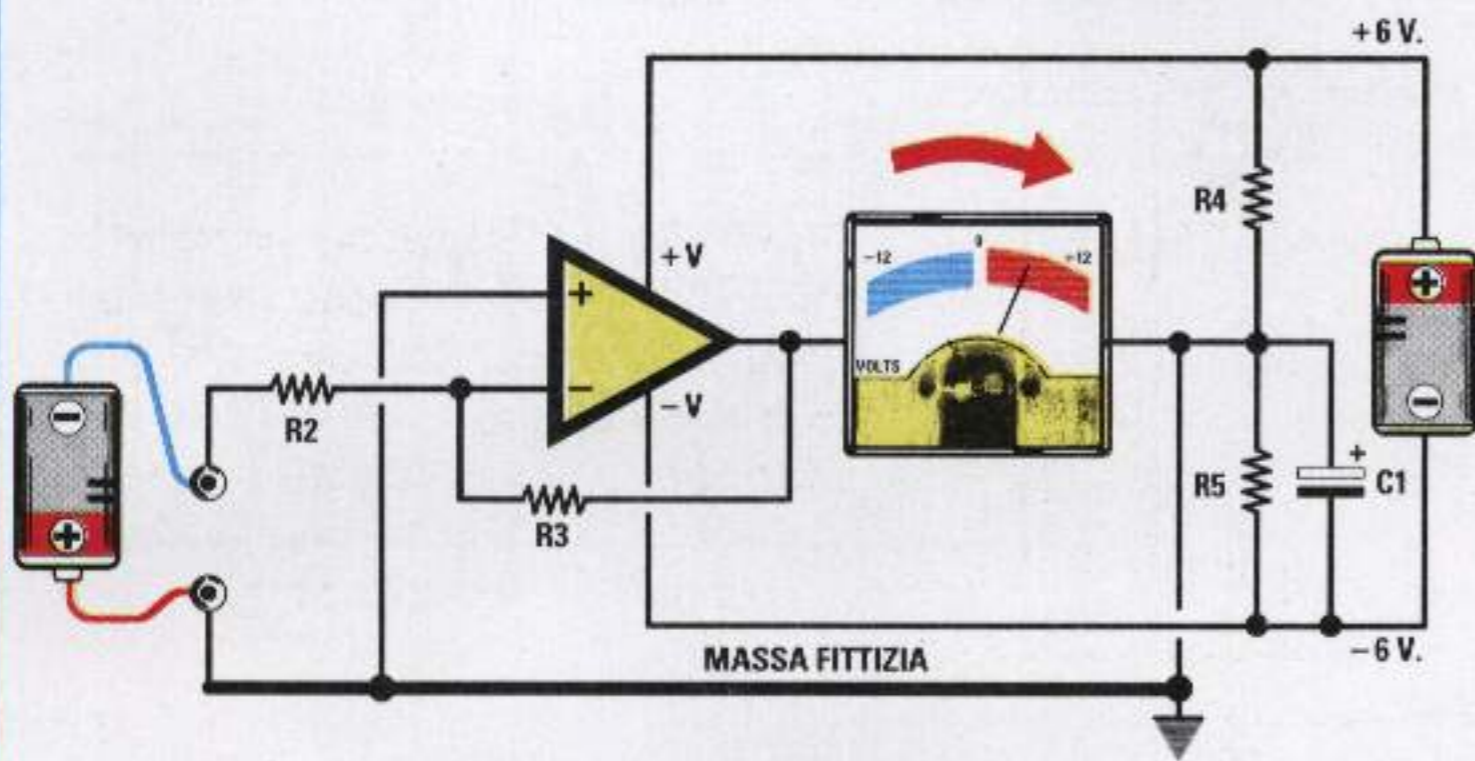 +6 V.
R4
+V
-12
0
+12
+
+
VOLTS
R2
-
-
-
-V
+
R5
C1
R3
+
MASSA FITTIZIA
-6 V.